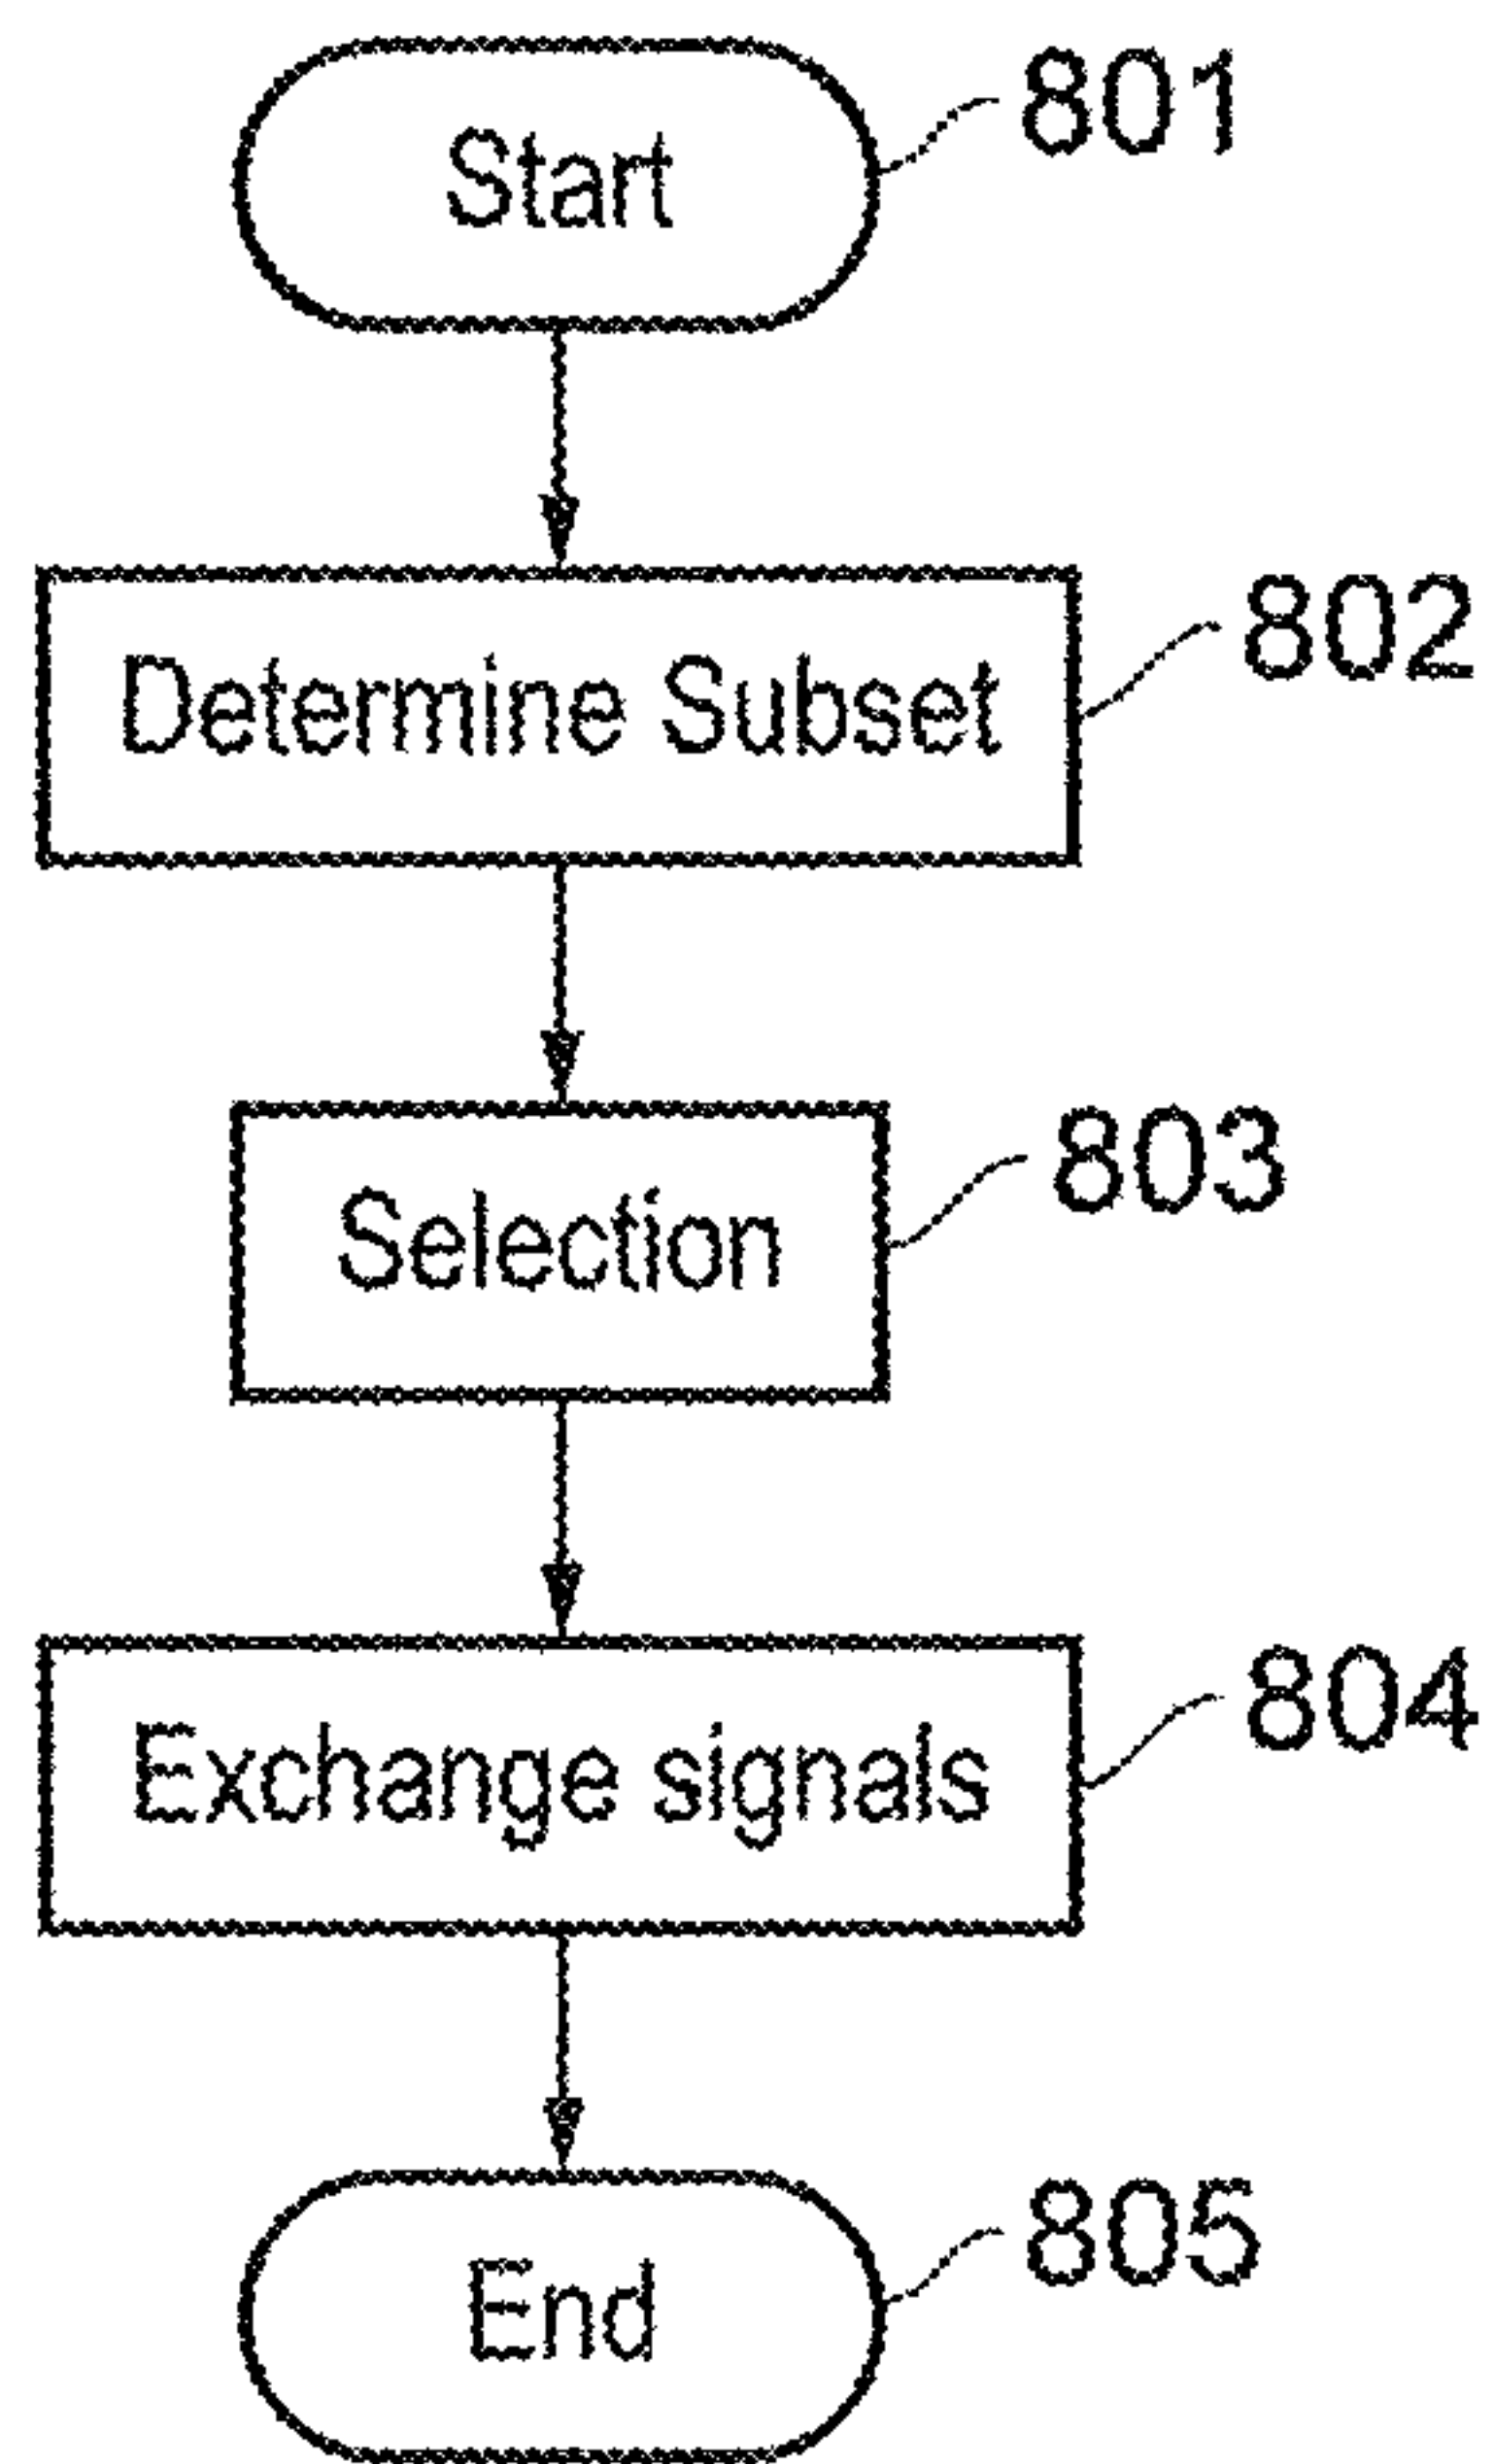 Start
801
Determine Subset
802
Selection
803
Exchange signals
804
End
805